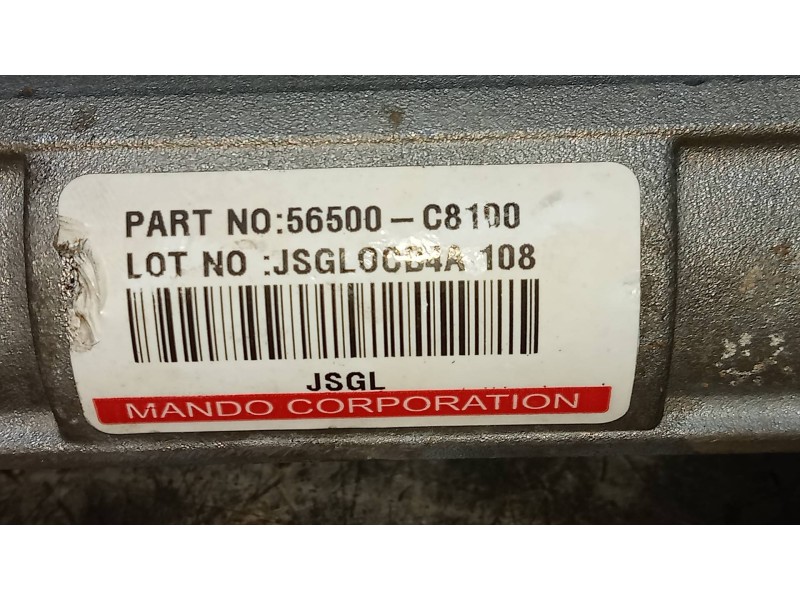 PART NO:56500-C8100
LOT NO :JSGL0CB4A 108
JSGL
MANDO CORPORATION